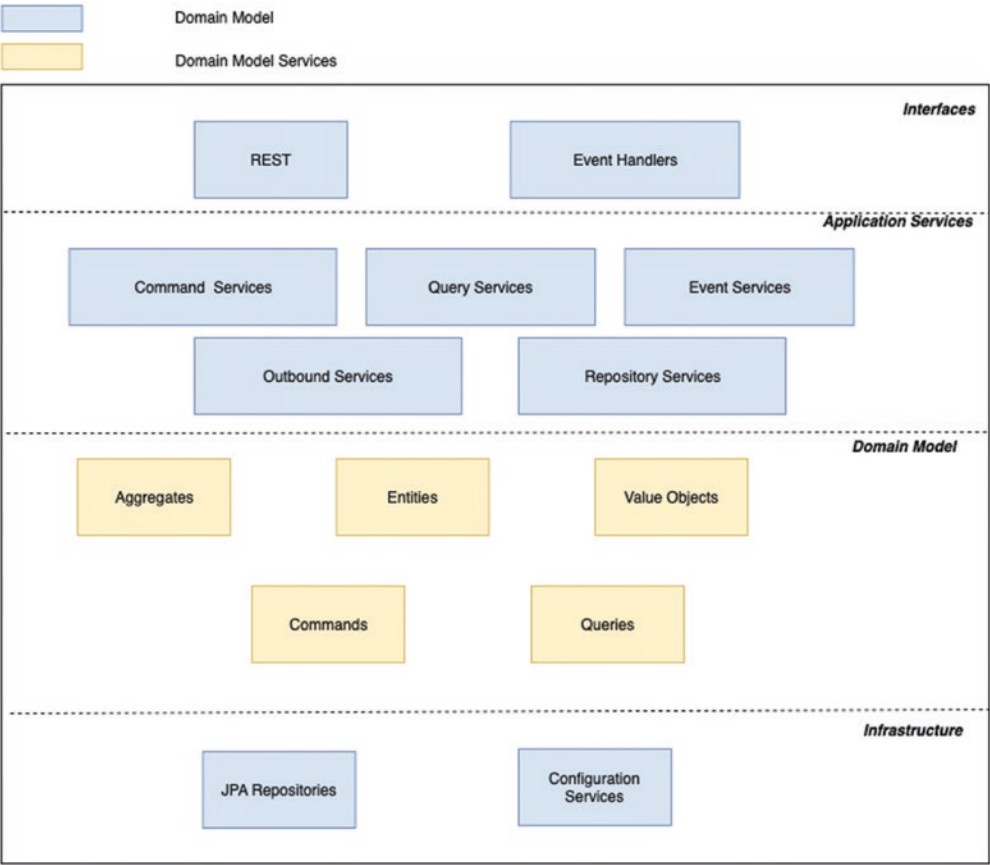 Domain Model
Domain Model Services
Interfaces
REST
Event Handlers
Application Services
Command Services
Query Services
Event Services
Outbound Services
Repository Services
Domain Model
Aggregates
Entities
Value Objects
Commands
Queries
Infrastructure
JPA Repositories
Configuration
Services